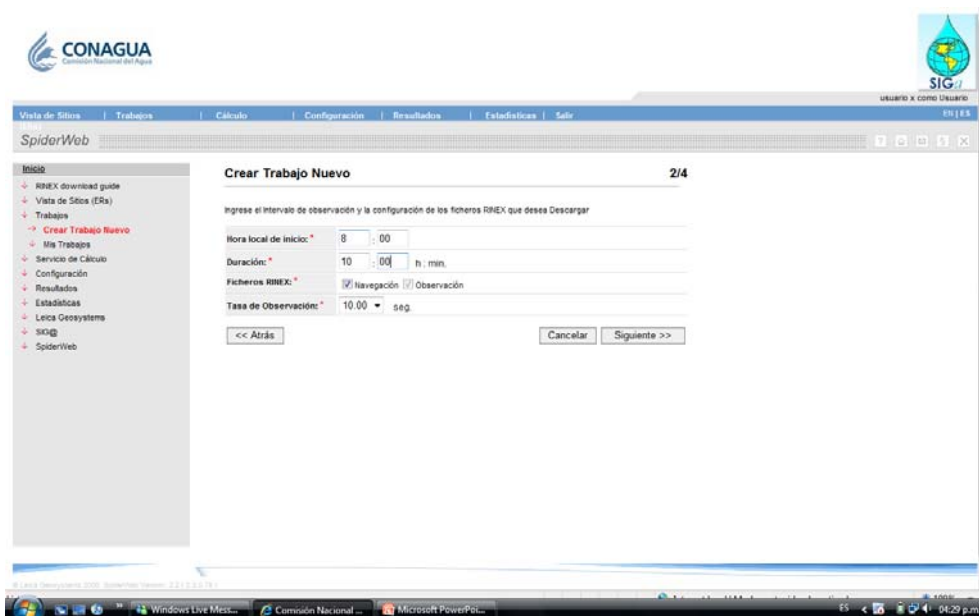 CONAGUA
Comisión Nacional del Agua
SIG@
usuario x como Usuario
Vista de Sitios | Trabajos | Cálculo | Configuración | Resultados | Estadísticas | Salir
EN | ES
SpiderWeb
Inicio
RINEX download guide
Vista de Sitios (ERs)
Trabajos
Crear Trabajo Nuevo
Mis Trabajos
Servicio de Cálculo
Configuración
Resultados
Estadísticas
Leica Geosystems
SIG@
SpiderWeb
Crear Trabajo Nuevo 2/4
Ingrese el intervalo de observación y la configuración de los ficheros RINEX que desea Descargar
Hora local de inicio: * 8 : 00
Duración: * 10 : 00 h : min.
Ficheros RINEX: * Navegación Observación
Tasa de Observación: * 10.00 seg.
<< Atrás Cancelar Siguiente >>
Windows Live Mess... Comisión Nacional ... Microsoft PowerPoi... ES 04:29 p.m.